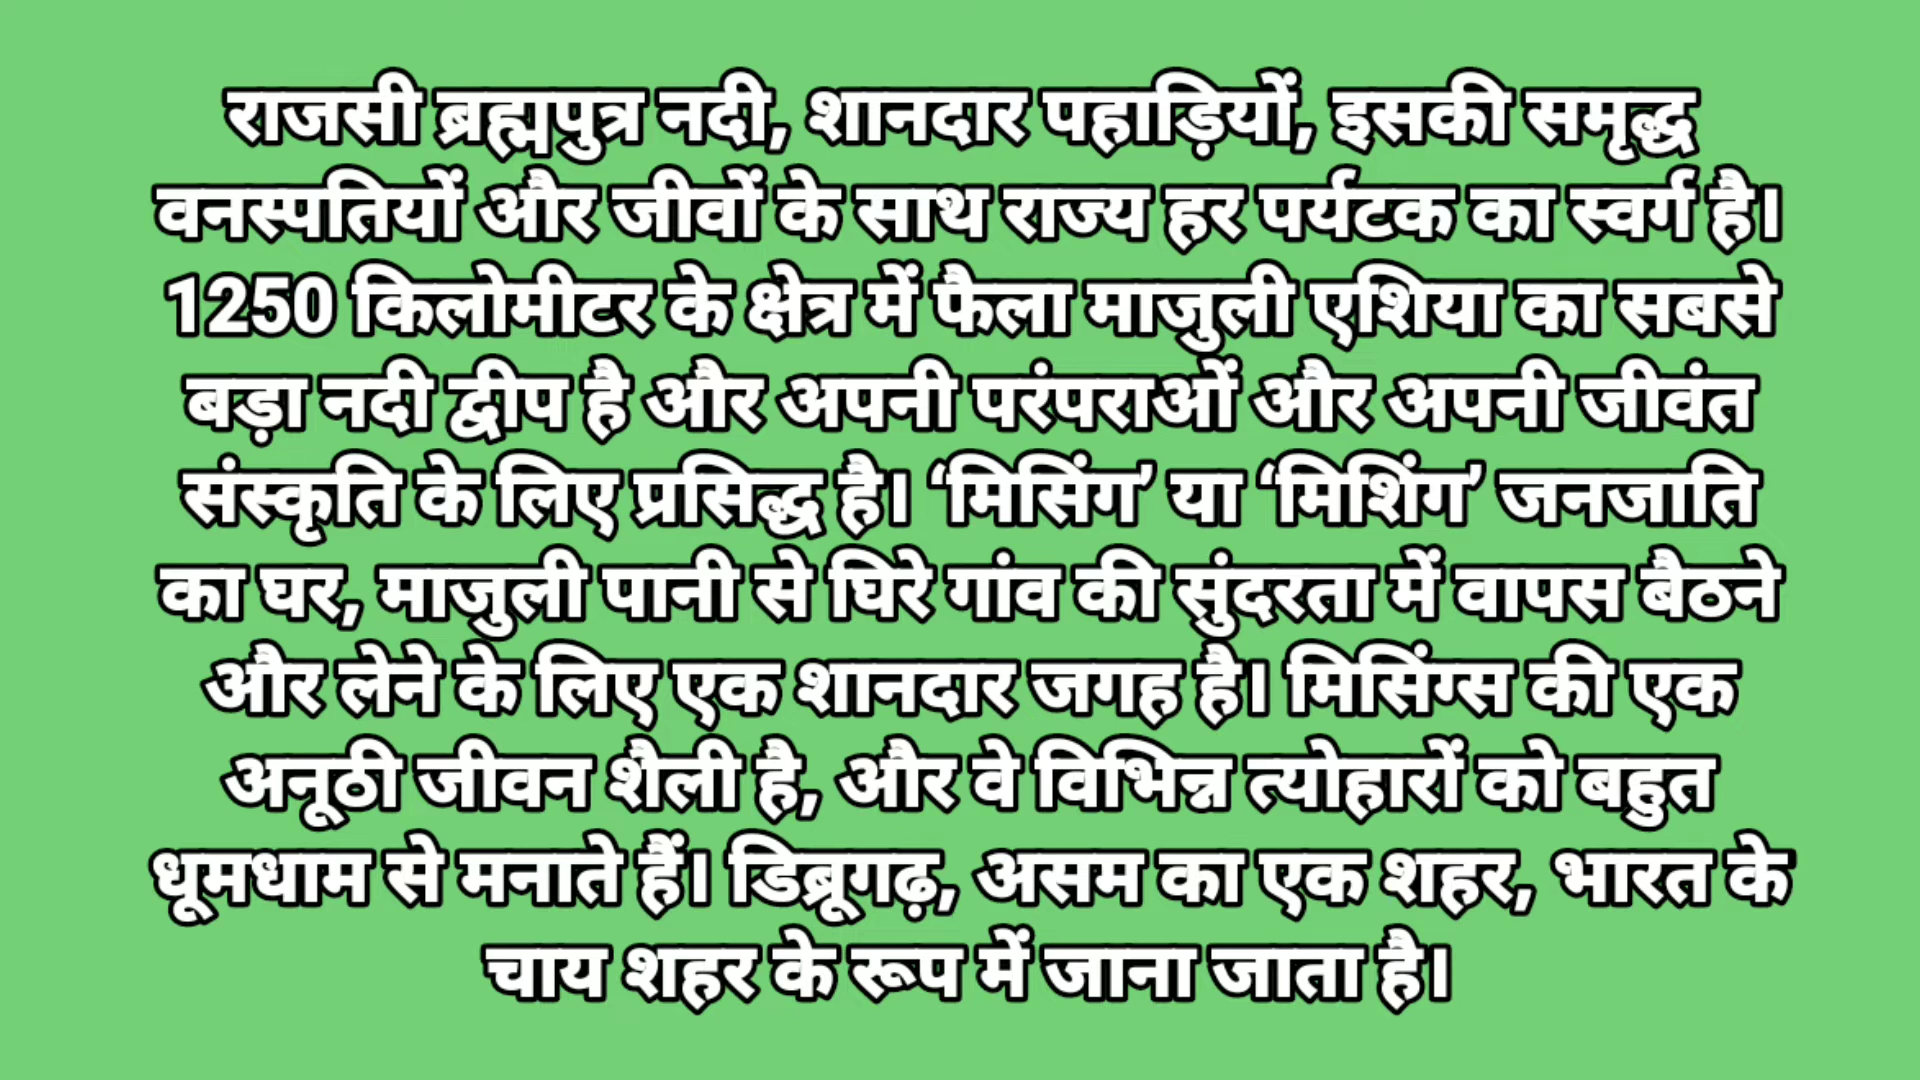 राजसी ब्रह्मपुत्र नदी, शानदार पहाड़ियों, इसकी समृद्ध
वनस्पतियों और जीवों के साथ राज्य हर पर्यटक का स्वर्ग है।
1250 किलोमीटर के क्षेत्र में फैला माजुली एशिया का सबसे
बड़ा नदी द्वीप है और अपनी परंपराओं और अपनी जीवंत
संस्कृति के लिए प्रसिद्ध है। ‘मिसिंग’ या ‘मिशिंग’ जनजाति
का घर, माजुली पानी से घिरे गांव की सुंदरता में वापस बैठने
और लेने के लिए एक शानदार जगह है। मिसिंग्स की एक
अनूठी जीवन शैली है, और वे विभिन्न त्योहारों को बहुत
धूमधाम से मनाते हैं। डिब्रूगढ़, असम का एक शहर, भारत के
चाय शहर के रूप में जाना जाता है।